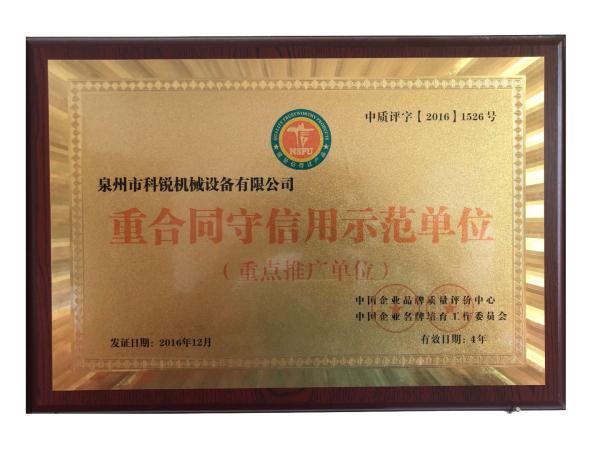 中质评字【2016】1526号
QUALITY TRUSTWORTHY PRODUCTS
NSPU
泉州市科锐机械设备有限公司
重合同守信用示范单位
（重点推广单位）
中国企业品牌质量评价中心
中国企业名牌培育工作委员会
发证日期：2016年12月
有效日期：4年